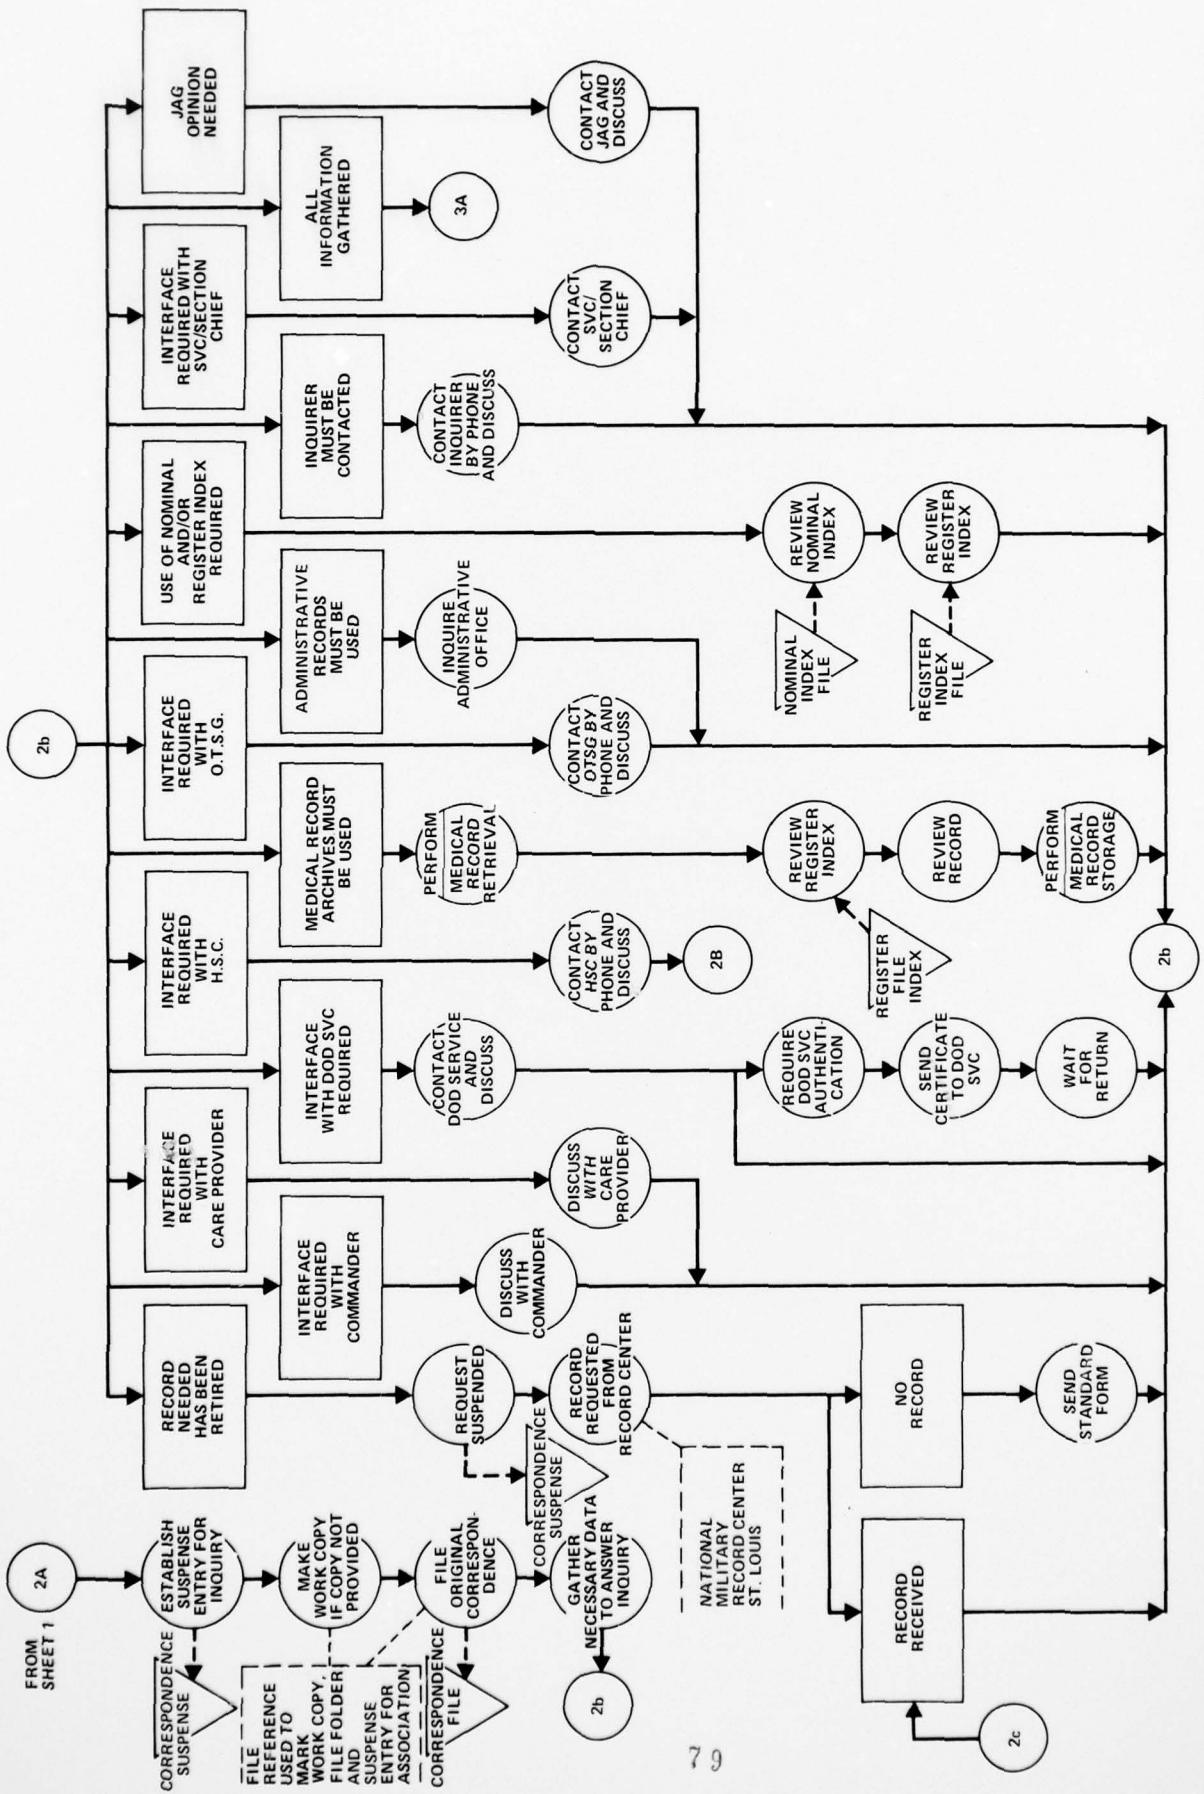 FROM
SHEET 1
2A
ESTABLISH
SUSPENSE
ENTRY FOR
INQUIRY
CORRESPONDENCE
SUSPENSE
MAKE
WORK COPY
IF COPY NOT
PROVIDED
FILE
REFERENCE
USED TO
MARK
WORK COPY,
FILE FOLDER
AND
SUSPENSE
ENTRY FOR
ASSOCIATION
FILE
ORIGINAL
CORRESPON-
DENCE
CORRESPONDENCE
FILE
GATHER
NECESSARY DATA
TO ANSWER
INQUIRY
2b
2b
RECORD
NEEDED
HAS BEEN
RETIRED
REQUEST
SUSPENDED
CORRESPONDENCE
SUSPENSE
RECORD
REQUESTED
FROM
RECORD CENTER
NATIONAL
MILITARY
RECORD CENTER
ST. LOUIS
RECORD
RECEIVED
2c
NO
RECORD
SEND
STANDARD
FORM
INTERFACE
REQUIRED
WITH
COMMANDER
DISCUSS
WITH
COMMANDER
INTERFACE
REQUIRED
WITH
CARE PROVIDER
DISCUSS
WITH
CARE
PROVIDER
INTERFACE
WITH DOD SVC
REQUIRED
CONTACT
DOD SERVICE
AND
DISCUSS
REQUIRE
DOD SVC
AUTHENTI-
CATION
SEND
CERTIFICATE
TO DOD
SVC
WAIT
FOR
RETURN
INTERFACE
REQUIRED
WITH
H.S.C.
CONTACT
HSC BY
PHONE AND
DISCUSS
2B
MEDICAL RECORD
ARCHIVES MUST
BE USED
PERFORM
MEDICAL
RECORD
RETRIEVAL
REVIEW
REGISTER
INDEX
REGISTER
FILE
INDEX
REVIEW
RECORD
PERFORM
MEDICAL
RECORD
STORAGE
INTERFACE
REQUIRED
WITH
O.T.S.G.
CONTACT
OTSG BY
PHONE AND
DISCUSS
ADMINISTRATIVE
RECORDS
MUST BE
USED
INQUIRE
ADMINISTRATIVE
OFFICE
USE OF NOMINAL
AND/OR
REGISTER INDEX
REQUIRED
REVIEW
NOMINAL
INDEX
NOMINAL
INDEX
FILE
REVIEW
REGISTER
INDEX
REGISTER
INDEX
FILE
INQUIRER
MUST BE
CONTACTED
CONTACT
INQUIRER
BY PHONE
AND DISCUSS
INTERFACE
REQUIRED WITH
SVC/SECTION
CHIEF
CONTACT
SVC/
SECTION
CHIEF
ALL
INFORMATION
GATHERED
3A
JAG
OPINION
NEEDED
CONTACT
JAG AND
DISCUSS
2b
79